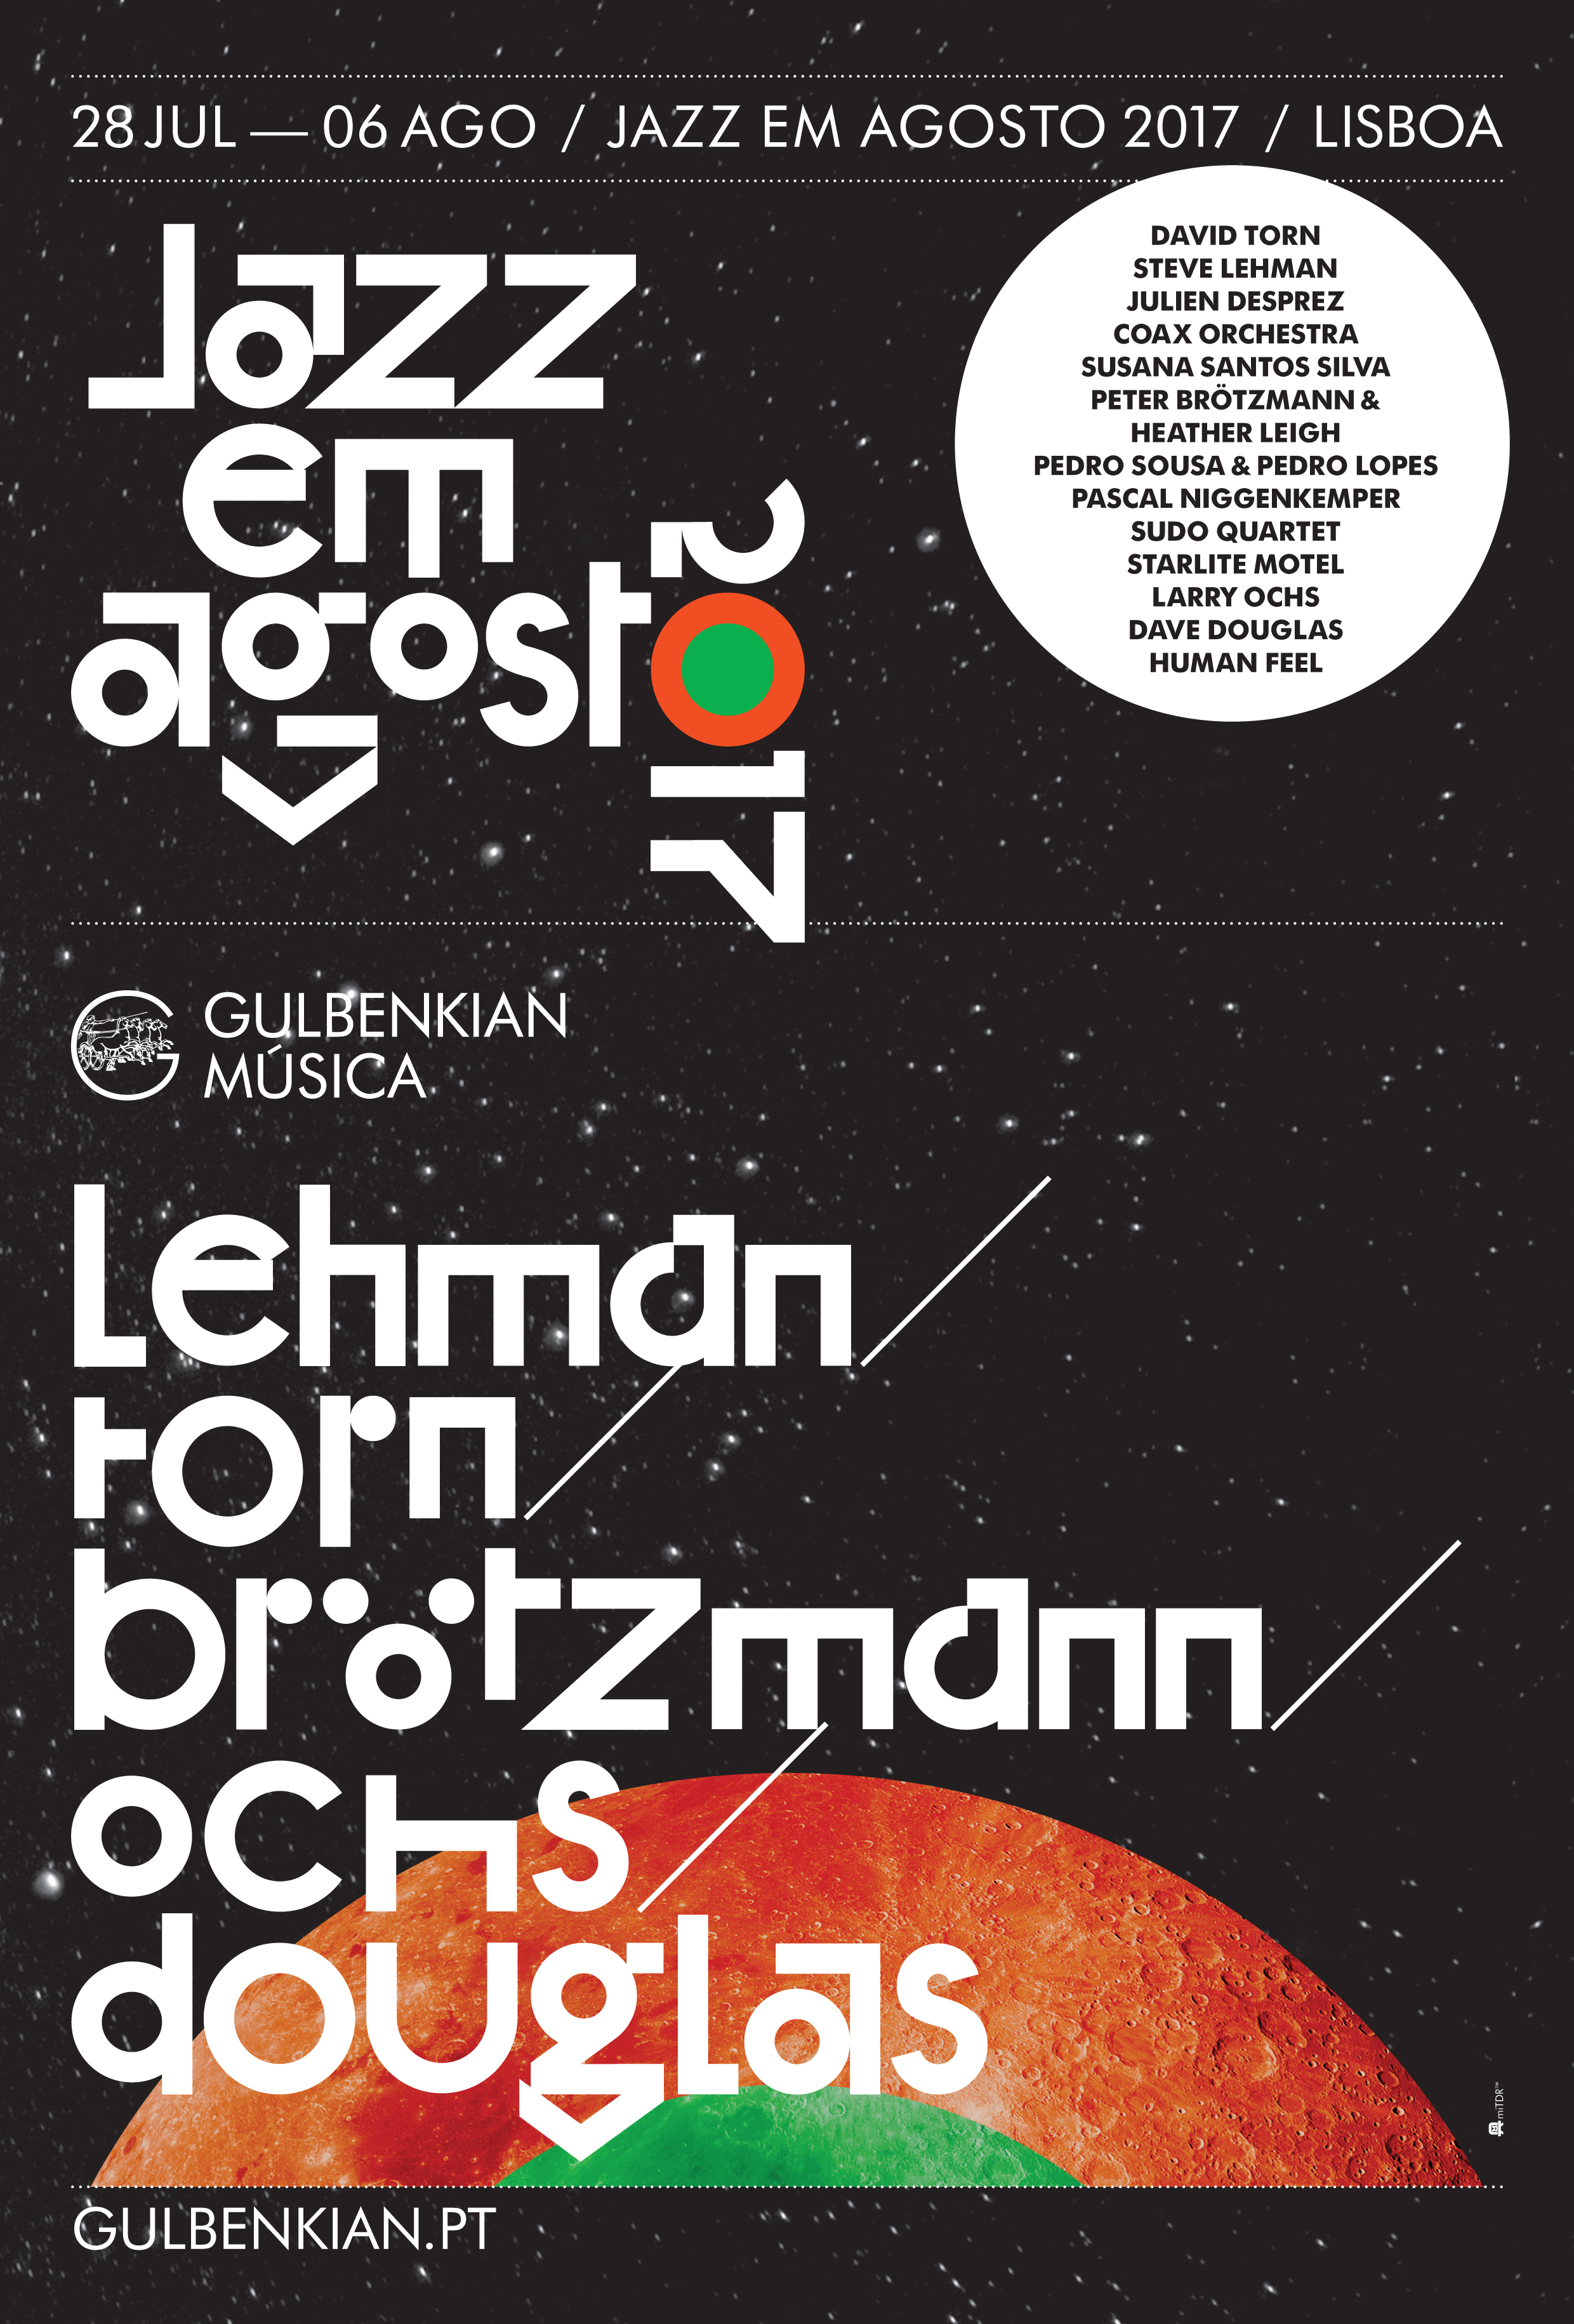 28 JUL — 06 AGO / JAZZ EM AGOSTO 2017 / LISBOA
Jazz
em
agosto
2017
DAVID TORN
STEVE LEHMAN
JULIEN DESPREZ
COAX ORCHESTRA
SUSANA SANTOS SILVA
PETER BRÖTZMANN &
HEATHER LEIGH
PEDRO SOUSA & PEDRO LOPES
PASCAL NIGGENKEMPER
SUDO QUARTET
STARLITE MOTEL
LARRY OCHS
DAVE DOUGLAS
HUMAN FEEL
GULBENKIAN
MÚSICA
Lehman/
torn/
brötzmann/
ochs/
douglas
miTDR™
GULBENKIAN.PT